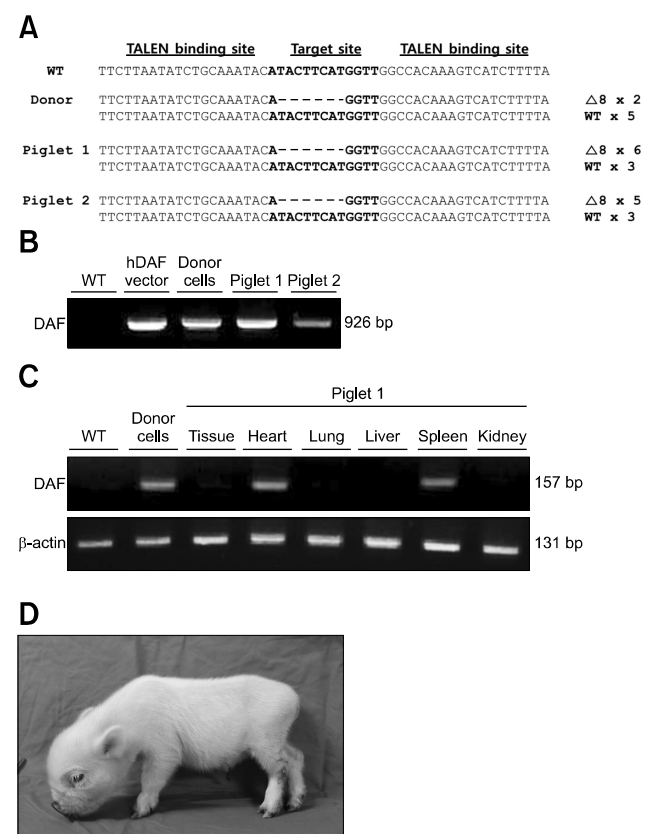 A
TALEN binding site Target site TALEN binding site
WT TTCTTAATATCTGCAAATACATACTTCATGGTTGGCCACAAAGTCATCTTTTA
Donor TTCTTAATATCTGCAAATACA--------GGTTGGCCACAAAGTCATCTTTTA △8 x 2
TTCTTAATATCTGCAAATACATACTTCATGGTTGGCCACAAAGTCATCTTTTA WT x 5
Piglet 1 TTCTTAATATCTGCAAATACA--------GGTTGGCCACAAAGTCATCTTTTA △8 x 6
TTCTTAATATCTGCAAATACATACTTCATGGTTGGCCACAAAGTCATCTTTTA WT x 3
Piglet 2 TTCTTAATATCTGCAAATACA--------GGTTGGCCACAAAGTCATCTTTTA △8 x 5
TTCTTAATATCTGCAAATACATACTTCATGGTTGGCCACAAAGTCATCTTTTA WT x 3
B
WT hDAF vector Donor cells Piglet 1 Piglet 2
DAF 926 bp
C
Piglet 1
WT Donor cells Tissue Heart Lung Liver Spleen Kidney
DAF 157 bp
β-actin 131 bp
D